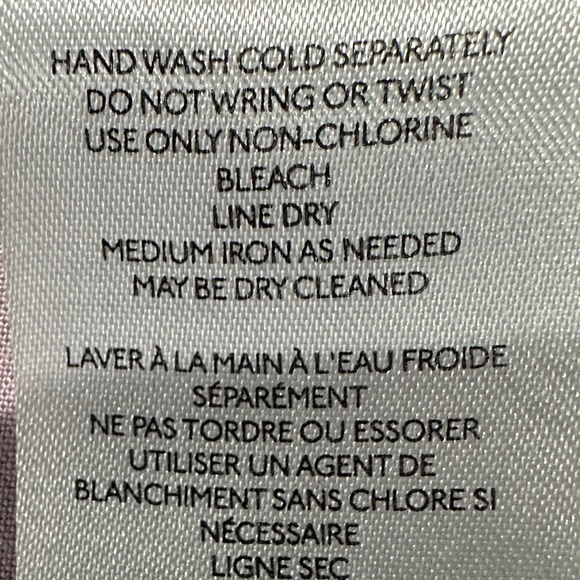 HAND WASH COLD SEPARATELY
DO NOT WRING OR TWIST
USE ONLY NON-CHLORINE
BLEACH
LINE DRY
MEDIUM IRON AS NEEDED
MAY BE DRY CLEANED
LAVER À LA MAIN À L'EAU FROIDE
SÉPARÉMENT
NE PAS TORDRE OU ESSORER
UTILISER UN AGENT DE
BLANCHIMENT SANS CHLORE SI
NÉCESSAIRE
LIGNE SEC